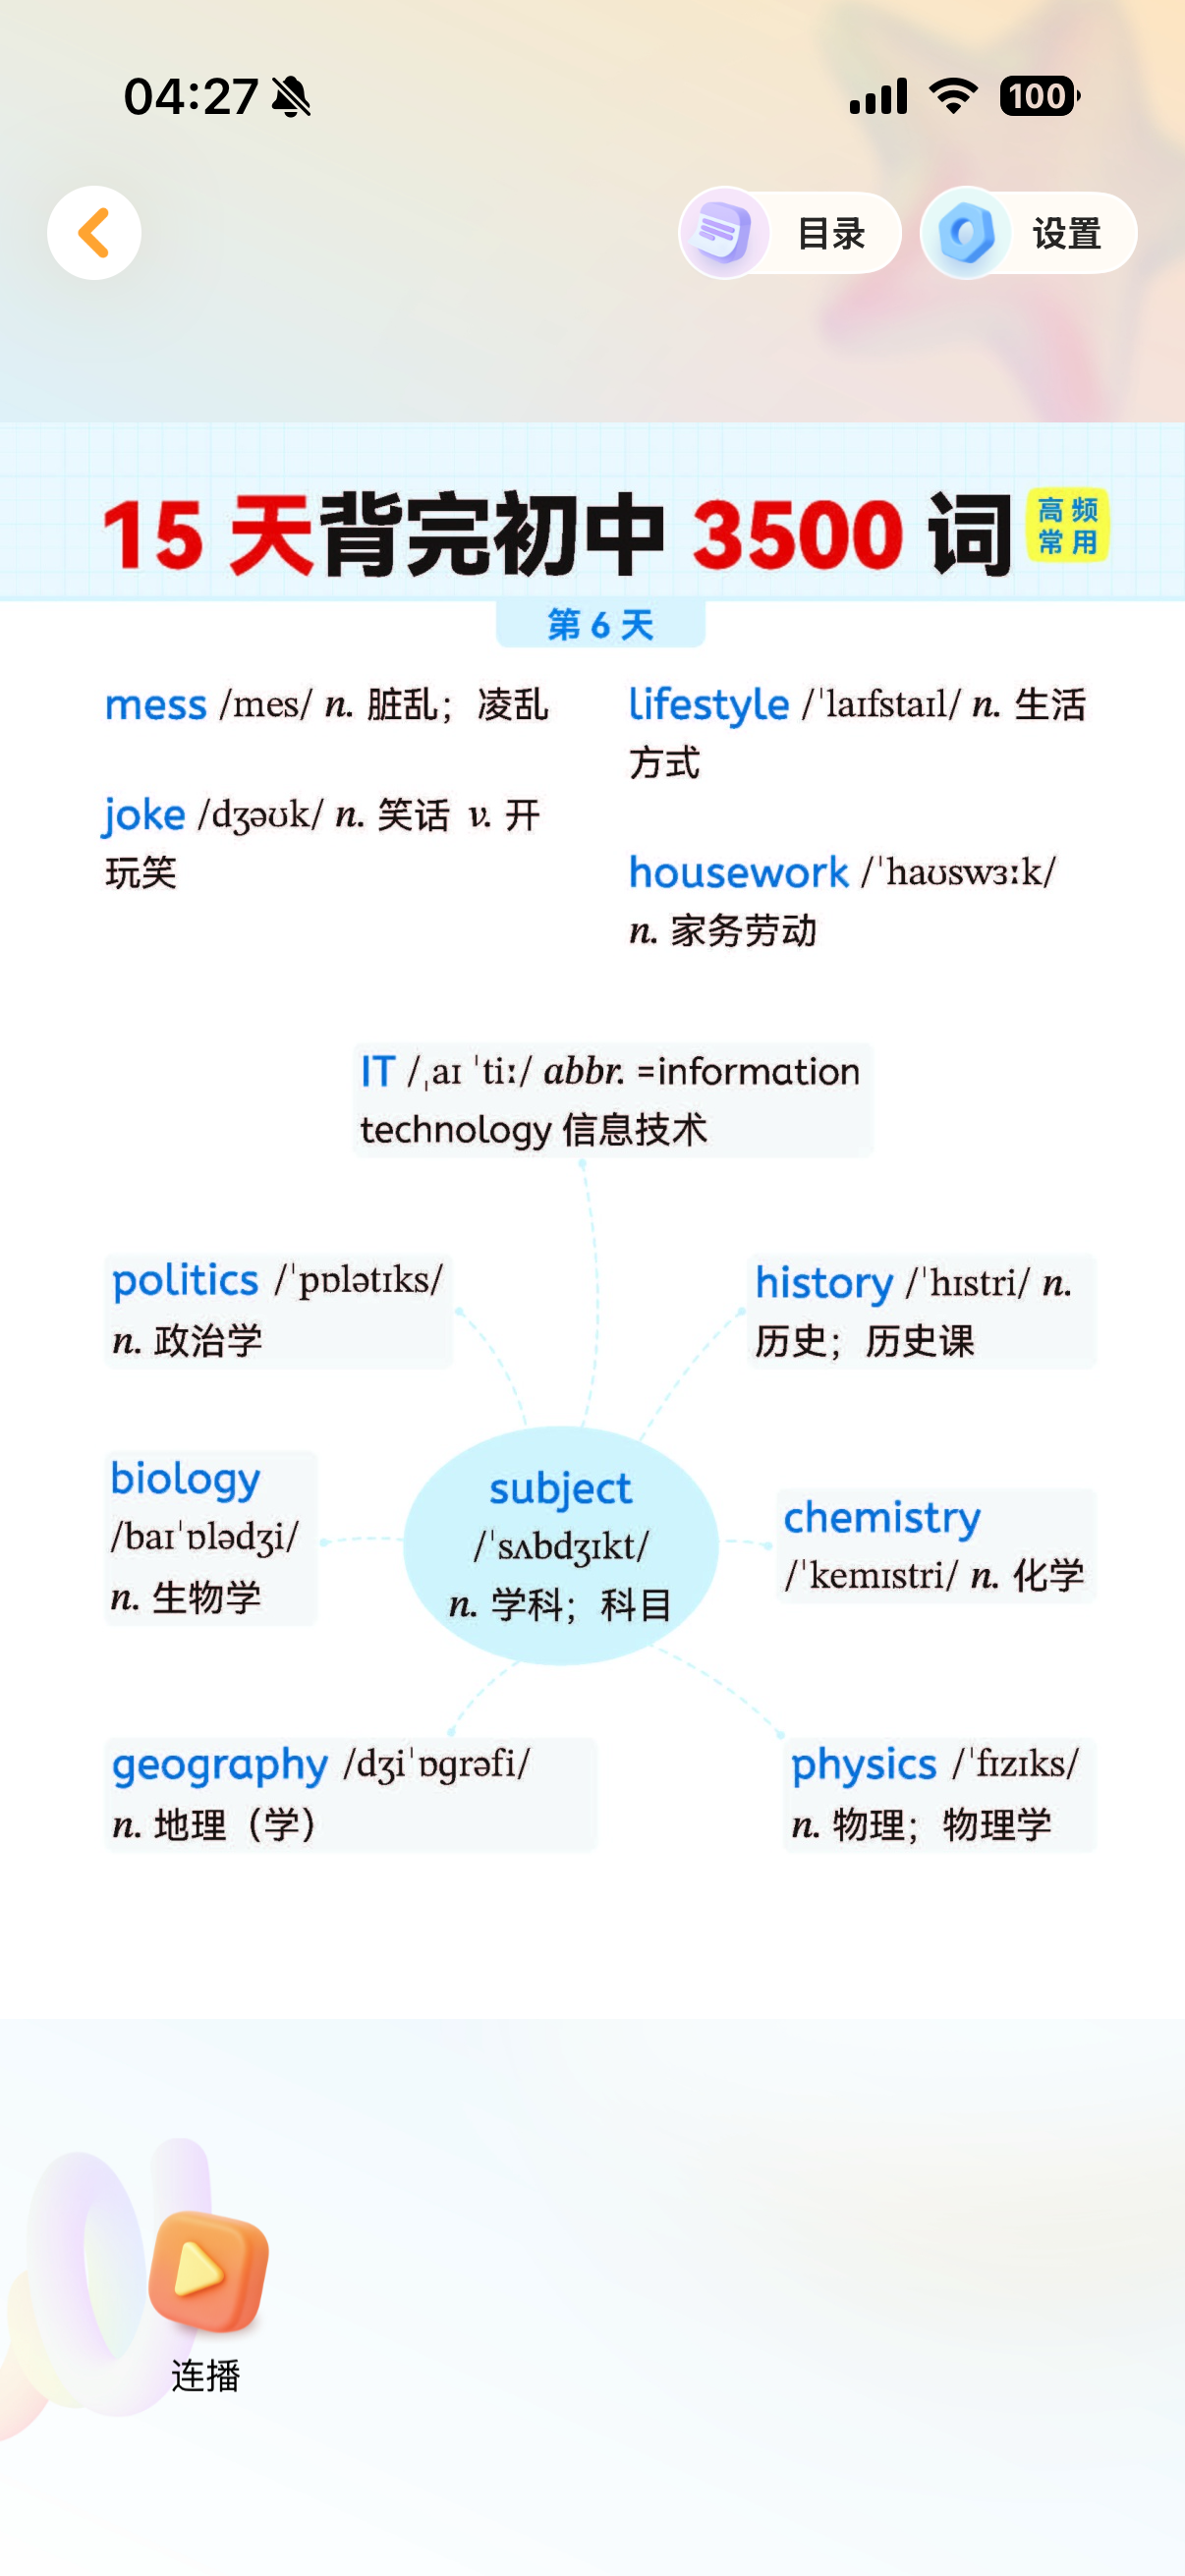 04:27
100
目录
设置
15 天背完初中 3500 词
高频
常用
第 6 天
mess /mes/ n. 脏乱；凌乱
joke /dʒəʊk/ n. 笑话 v. 开
玩笑
lifestyle /ˈlaɪfstaɪl/ n. 生活
方式
housework /ˈhaʊswɜːk/
n. 家务劳动
IT /ˌaɪ ˈtiː/ abbr. =information
technology 信息技术
politics /ˈpɒlətɪks/
n. 政治学
history /ˈhɪstri/ n.
历史；历史课
biology
/baɪˈɒlədʒi/
n. 生物学
subject
/ˈsʌbdʒɪkt/
n. 学科；科目
chemistry
/ˈkemɪstri/ n. 化学
geography /dʒiˈɒɡrəfi/
n. 地理（学）
physics /ˈfɪzɪks/
n. 物理；物理学
连播